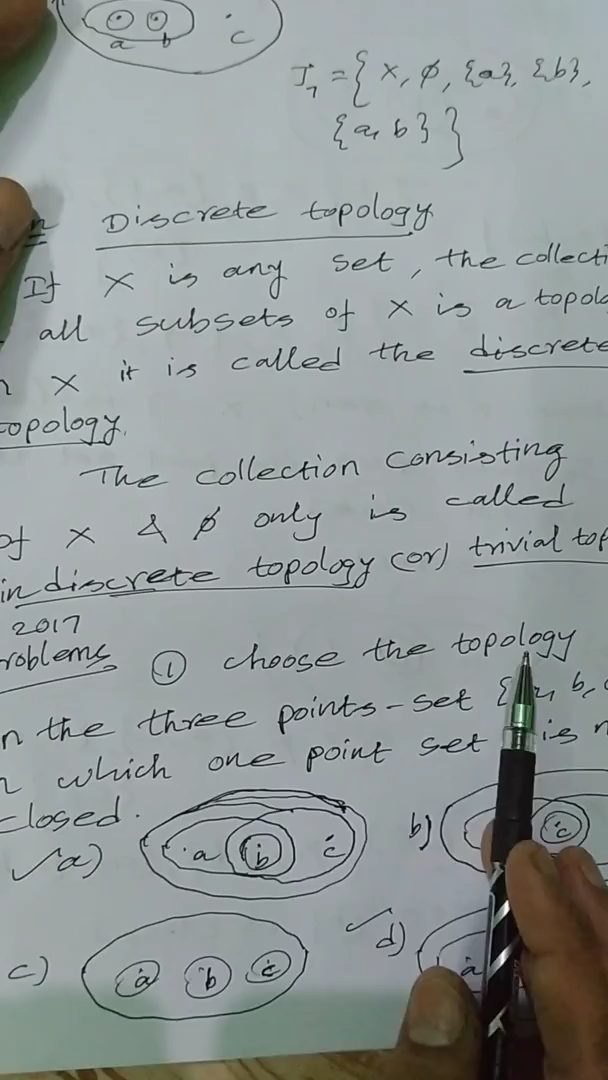 a b c
J₁ = { X, ϕ, {a}, {b},
{a, b} }
n Discrete topology
If X is any set, the collecti
all subsets of X is a topol
n X it is called the discrete
topology.
The collection consisting
of X & ϕ only is called
indiscrete topology (or) trivial top
2017
roblems ① choose the topology
n the three points-set { b,
n which one point set is n
closed.
✓a) a b c b) c
c) a b c ✓d) a